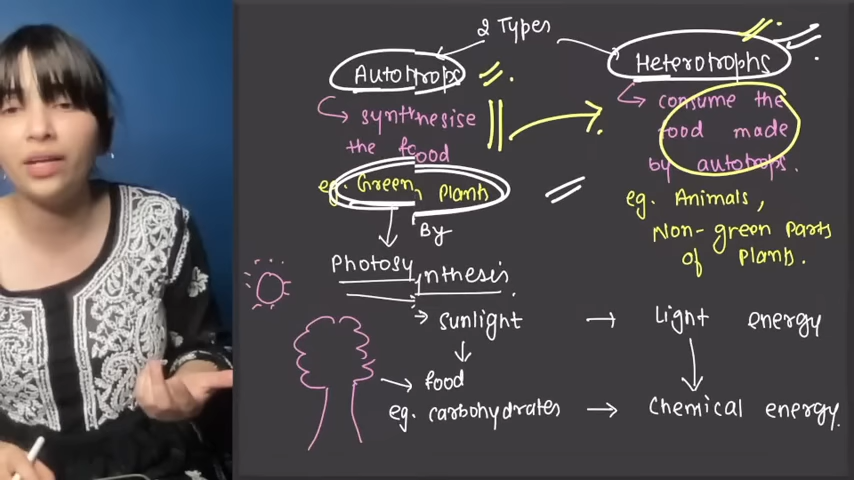 2 Types
Autotrops
Heterotrophs
synthesise
the food
eg. Green Plants
By
Photosynthesis
consume the
food made
by autotrops.
eg. Animals,
Non-green Parts
of Plants.
sunlight → Light energy
food
eg. carbohydrates → Chemical energy.